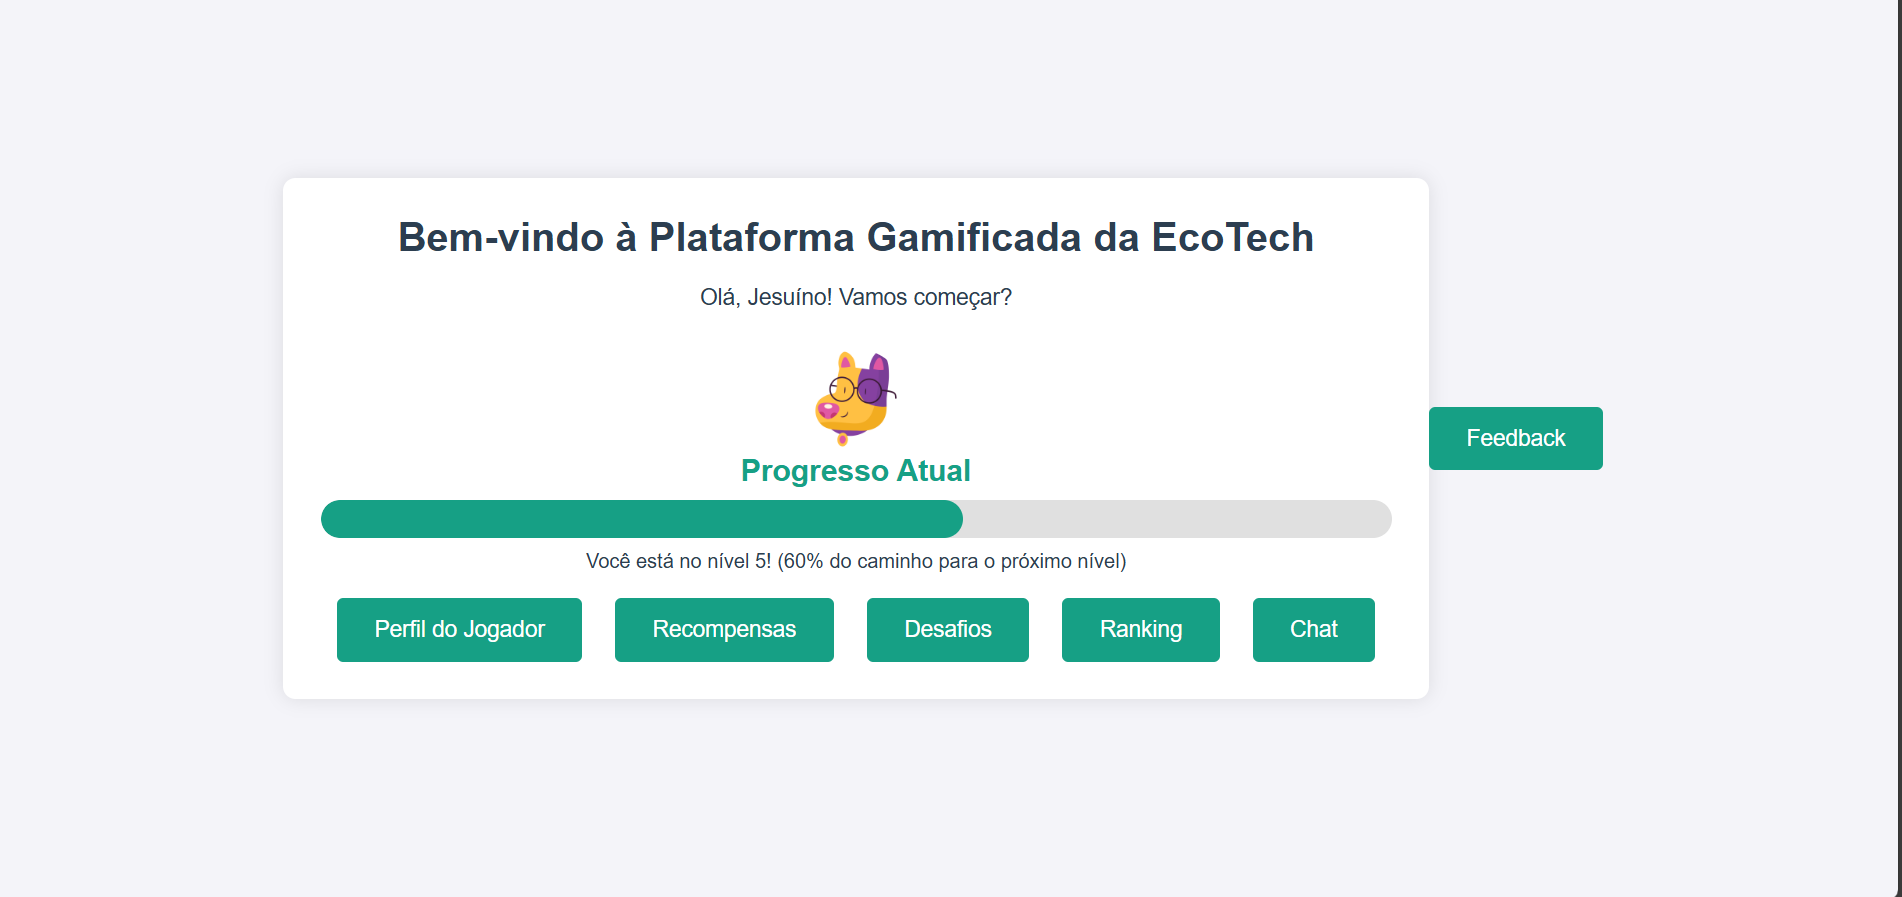 Bem-vindo à Plataforma Gamificada da EcoTech
Olá, Jesuíno! Vamos começar?
Progresso Atual
Você está no nível 5! (60% do caminho para o próximo nível)
Perfil do Jogador
Recompensas
Desafios
Ranking
Chat
Feedback